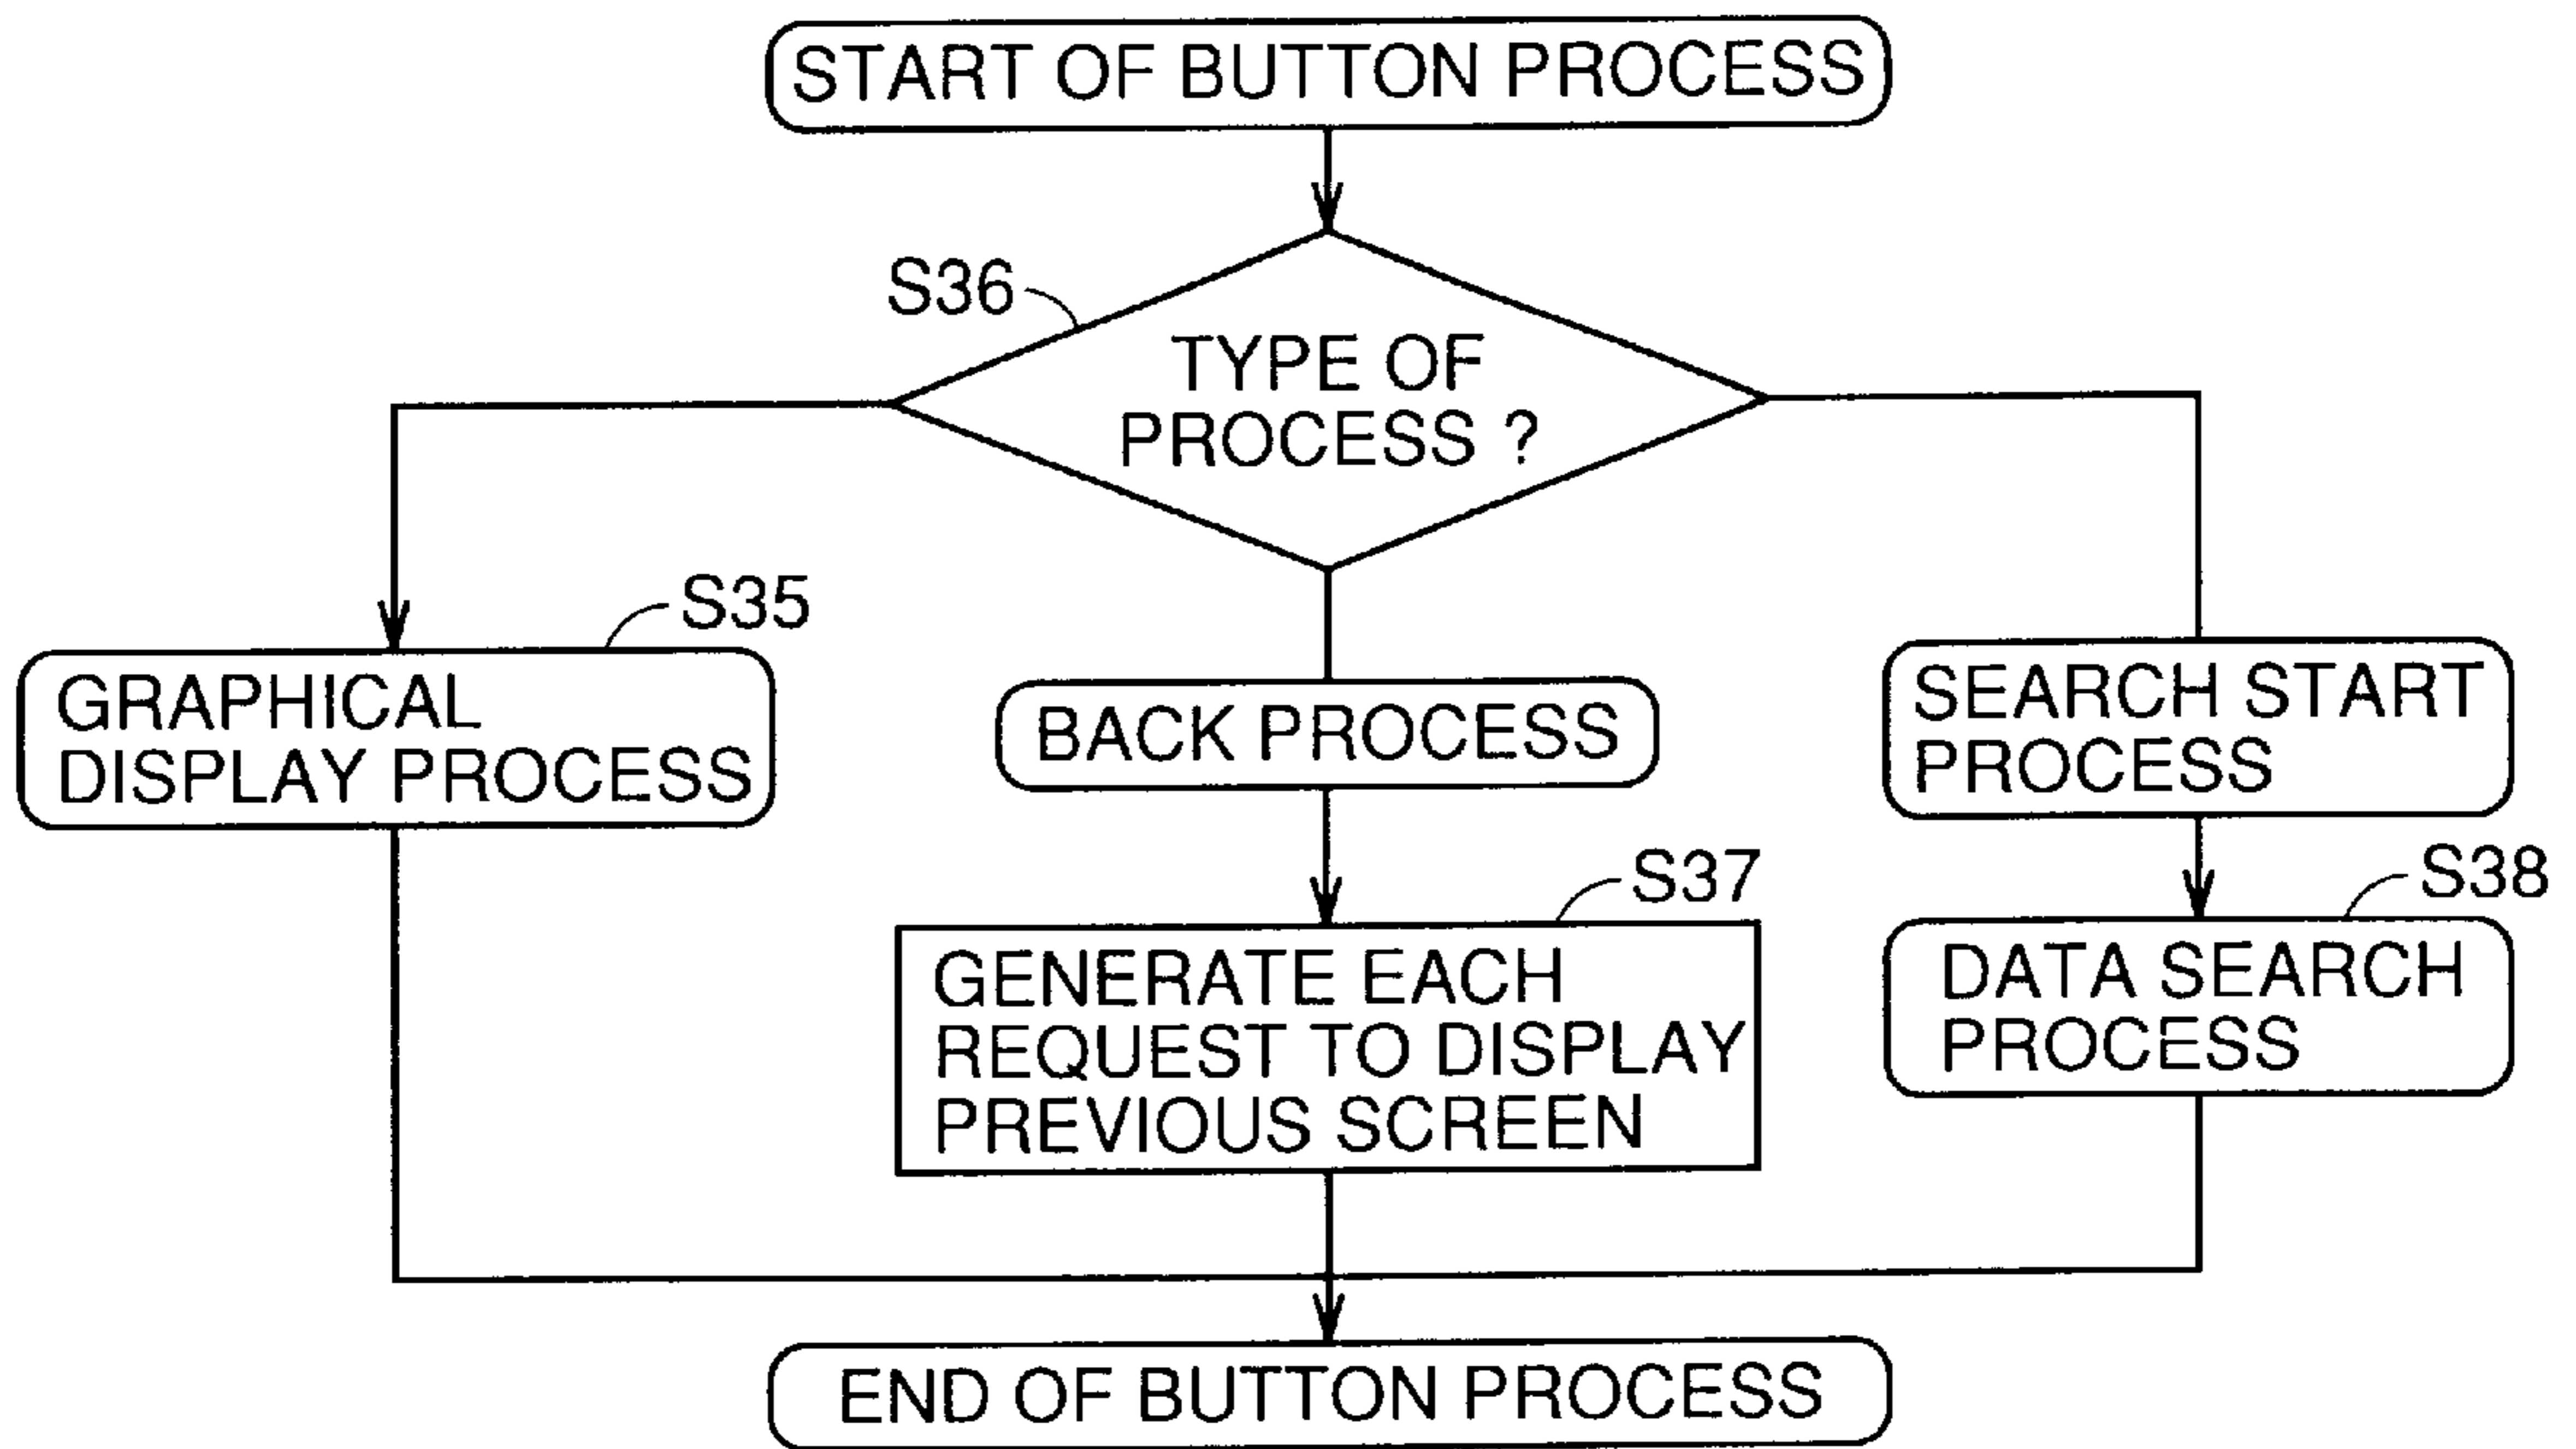 START OF BUTTON PROCESS
S36
TYPE OF
PROCESS ?
S35
GRAPHICAL
DISPLAY PROCESS
BACK PROCESS
SEARCH START
PROCESS
S37
GENERATE EACH
REQUEST TO DISPLAY
PREVIOUS SCREEN
S38
DATA SEARCH
PROCESS
END OF BUTTON PROCESS